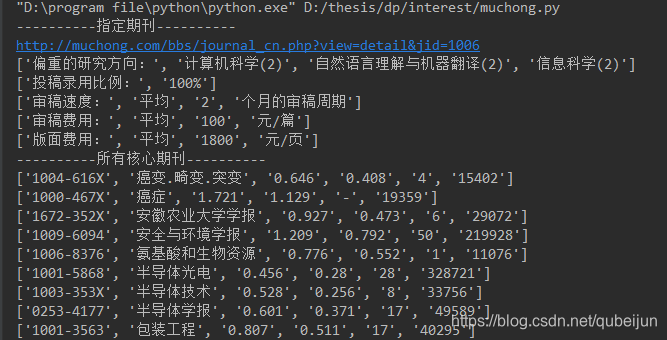 "D:\program file\python\python.exe" D:/thesis/dp/interest/muchong.py
----------指定期刊----------
http://muchong.com/bbs/journal_cn.php?view=detail&jid=1006
['偏重的研究方向：', '计算机科学(2)', '自然语言理解与机器翻译(2)', '信息科学(2)']
['投稿录用比例：', '100%']
['审稿速度：', '平均', '2', '个月的审稿周期']
['审稿费用：', '平均', '100', '元/篇']
['版面费用：', '平均', '1800', '元/页']
----------所有核心期刊----------
['1004-616X', '癌变.畸变.突变', '0.646', '0.408', '4', '15402']
['1000-467X', '癌症', '1.721', '1.129', '-', '19359']
['1672-352X', '安徽农业大学学报', '0.927', '0.473', '6', '29072']
['1009-6094', '安全与环境学报', '1.209', '0.792', '50', '219928']
['1006-8376', '氨基酸和生物资源', '0.776', '0.552', '1', '11076']
['1001-5868', '半导体光电', '0.456', '0.28', '28', '328721']
['1003-353X', '半导体技术', '0.528', '0.256', '8', '33756']
['0253-4177', '半导体学报', '0.601', '0.371', '17', '49589']
['1001-3563', '包装工程', '0.807', '0.511', '17', '40295']
https://blog.csdn.net/qubeijun